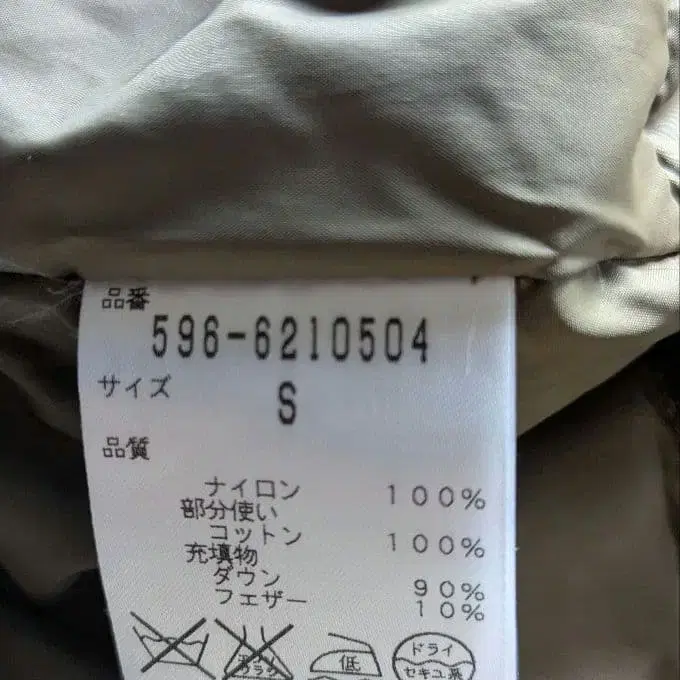 品番
596-6210504
サイズ
S
品質
ナイロン 100%
部分使い
コットン 100%
充填物
ダウン 90%
フェザー 10%
低
ドライ
セキユ系